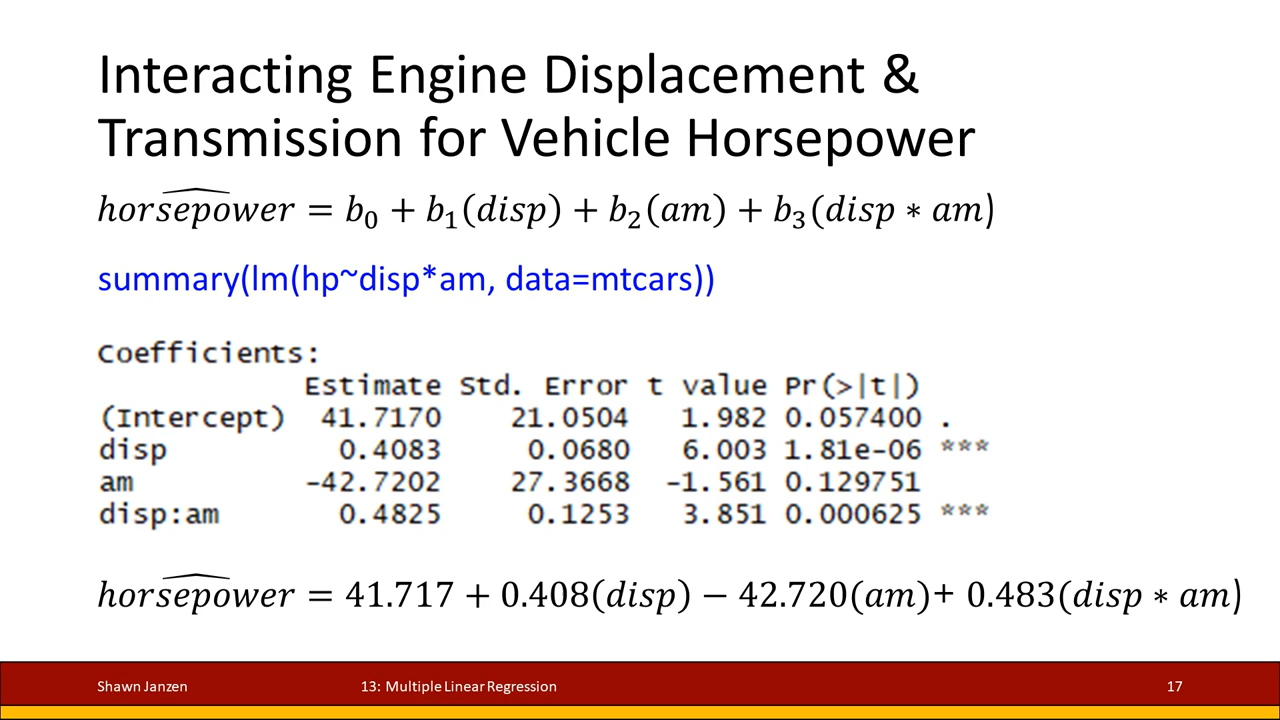 Interacting Engine Displacement &
Transmission for Vehicle Horsepower
\widehat{horsepower} = b₀ + b₁(disp) + b₂(am) + b₃(disp ∗ am)
summary(lm(hp~disp*am, data=mtcars))
Coefficients:
Estimate Std. Error t value Pr(>|t|)
(Intercept) 41.7170 21.0504 1.982 0.057400 .
disp 0.4083 0.0680 6.003 1.81e-06 ***
am -42.7202 27.3668 -1.561 0.129751
disp:am 0.4825 0.1253 3.851 0.000625 ***
\widehat{horsepower} = 41.717 + 0.408(disp) − 42.720(am)+ 0.483(disp ∗ am)
Shawn Janzen 13: Multiple Linear Regression 17